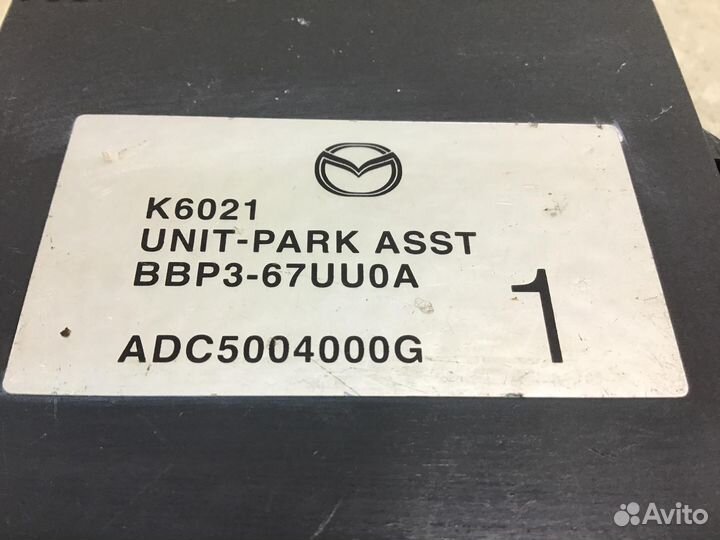 K6021
UNIT-PARK ASST
BBP3-67UU0A
1
ADC5004000G
Avito